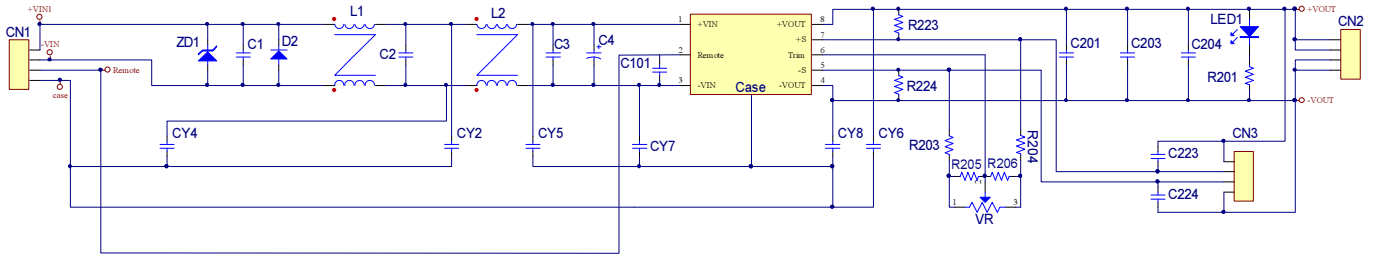 +VIN1
CN1
-VIN
Remote
case
ZD1
C1
D2
L1
C2
L2
C3
C4
C101
1
+VIN
2
Remote
3
-VIN
Case
+VOUT
8
+S
7
Trim
6
-S
5
-VOUT
4
R223
R224
C201
C203
C204
LED1
R201
+VOUT
CN2
-VOUT
CY4
CY2
CY5
CY7
CY8
CY6
R203
R205
R206
R204
1
2
3
VR
C223
C224
CN3